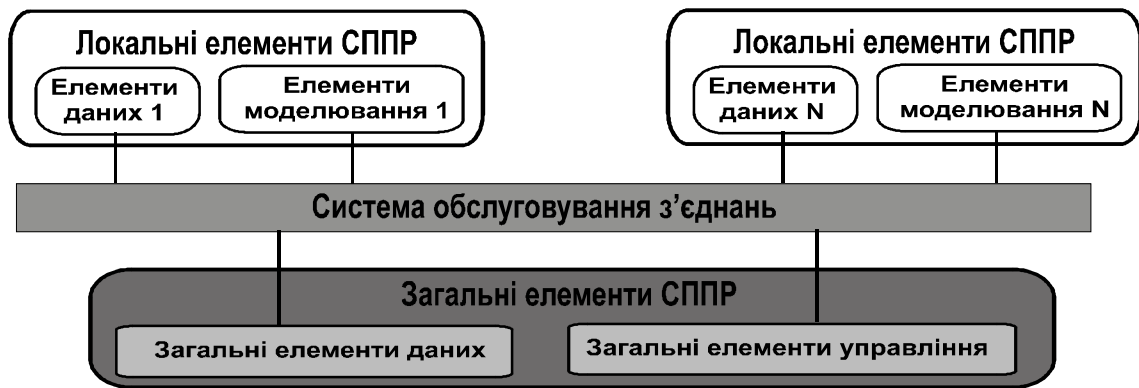 Локальні елементи СППР
Елементи
даних 1
Елементи
моделювання 1
Локальні елементи СППР
Елементи
даних N
Елементи
моделювання N
Система обслуговування з’єднань
Загальні елементи СППР
Загальні елементи даних
Загальні елементи управління